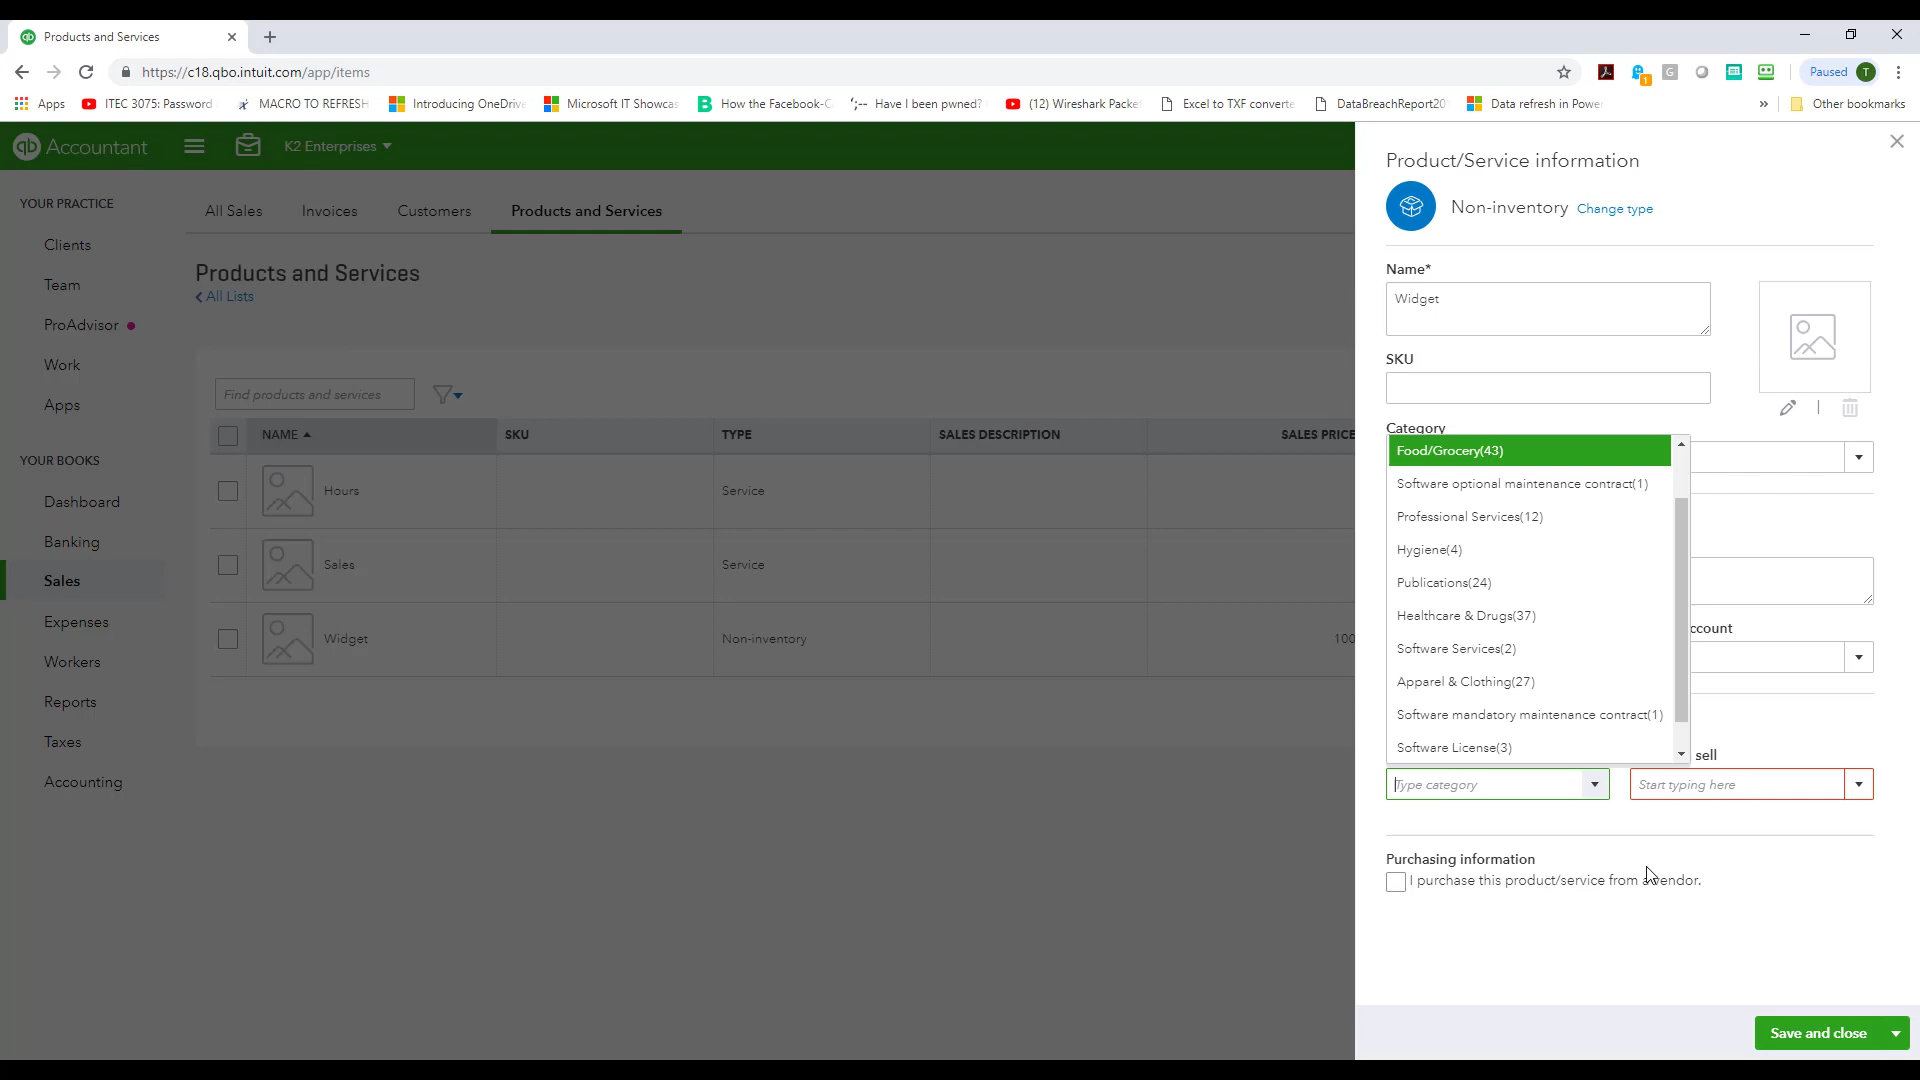 Products and Services
https://c18.qbo.intuit.com/app/items
Paused T
Apps ITEC 3075: Password MACRO TO REFRESH Introducing OneDrive Microsoft IT Showcas How the Facebook-C Have I been pwned? (12) Wireshark Packe Excel to TXF converte DataBreachReport20 Data refresh in Power » Other bookmarks
qb Accountant
K2 Enterprises
YOUR PRACTICE
Clients
Team
ProAdvisor
Work
Apps
YOUR BOOKS
Dashboard
Banking
Sales
Expenses
Workers
Reports
Taxes
Accounting
All Sales Invoices Customers Products and Services
Products and Services
All Lists
Find products and services
NAME SKU TYPE SALES DESCRIPTION SALES PRICE
Hours Service
Sales Service
Widget Non-inventory 100
Product/Service information
Non-inventory Change type
Name*
Widget
SKU
Category
Food/Grocery(43)
Software optional maintenance contract(1)
Professional Services(12)
Hygiene(4)
Publications(24)
Healthcare & Drugs(37)
ccount
Software Services(2)
Apparel & Clothing(27)
Software mandatory maintenance contract(1)
Software License(3)
sell
Type category Start typing here
Purchasing information
I purchase this product/service from a vendor.
Save and close